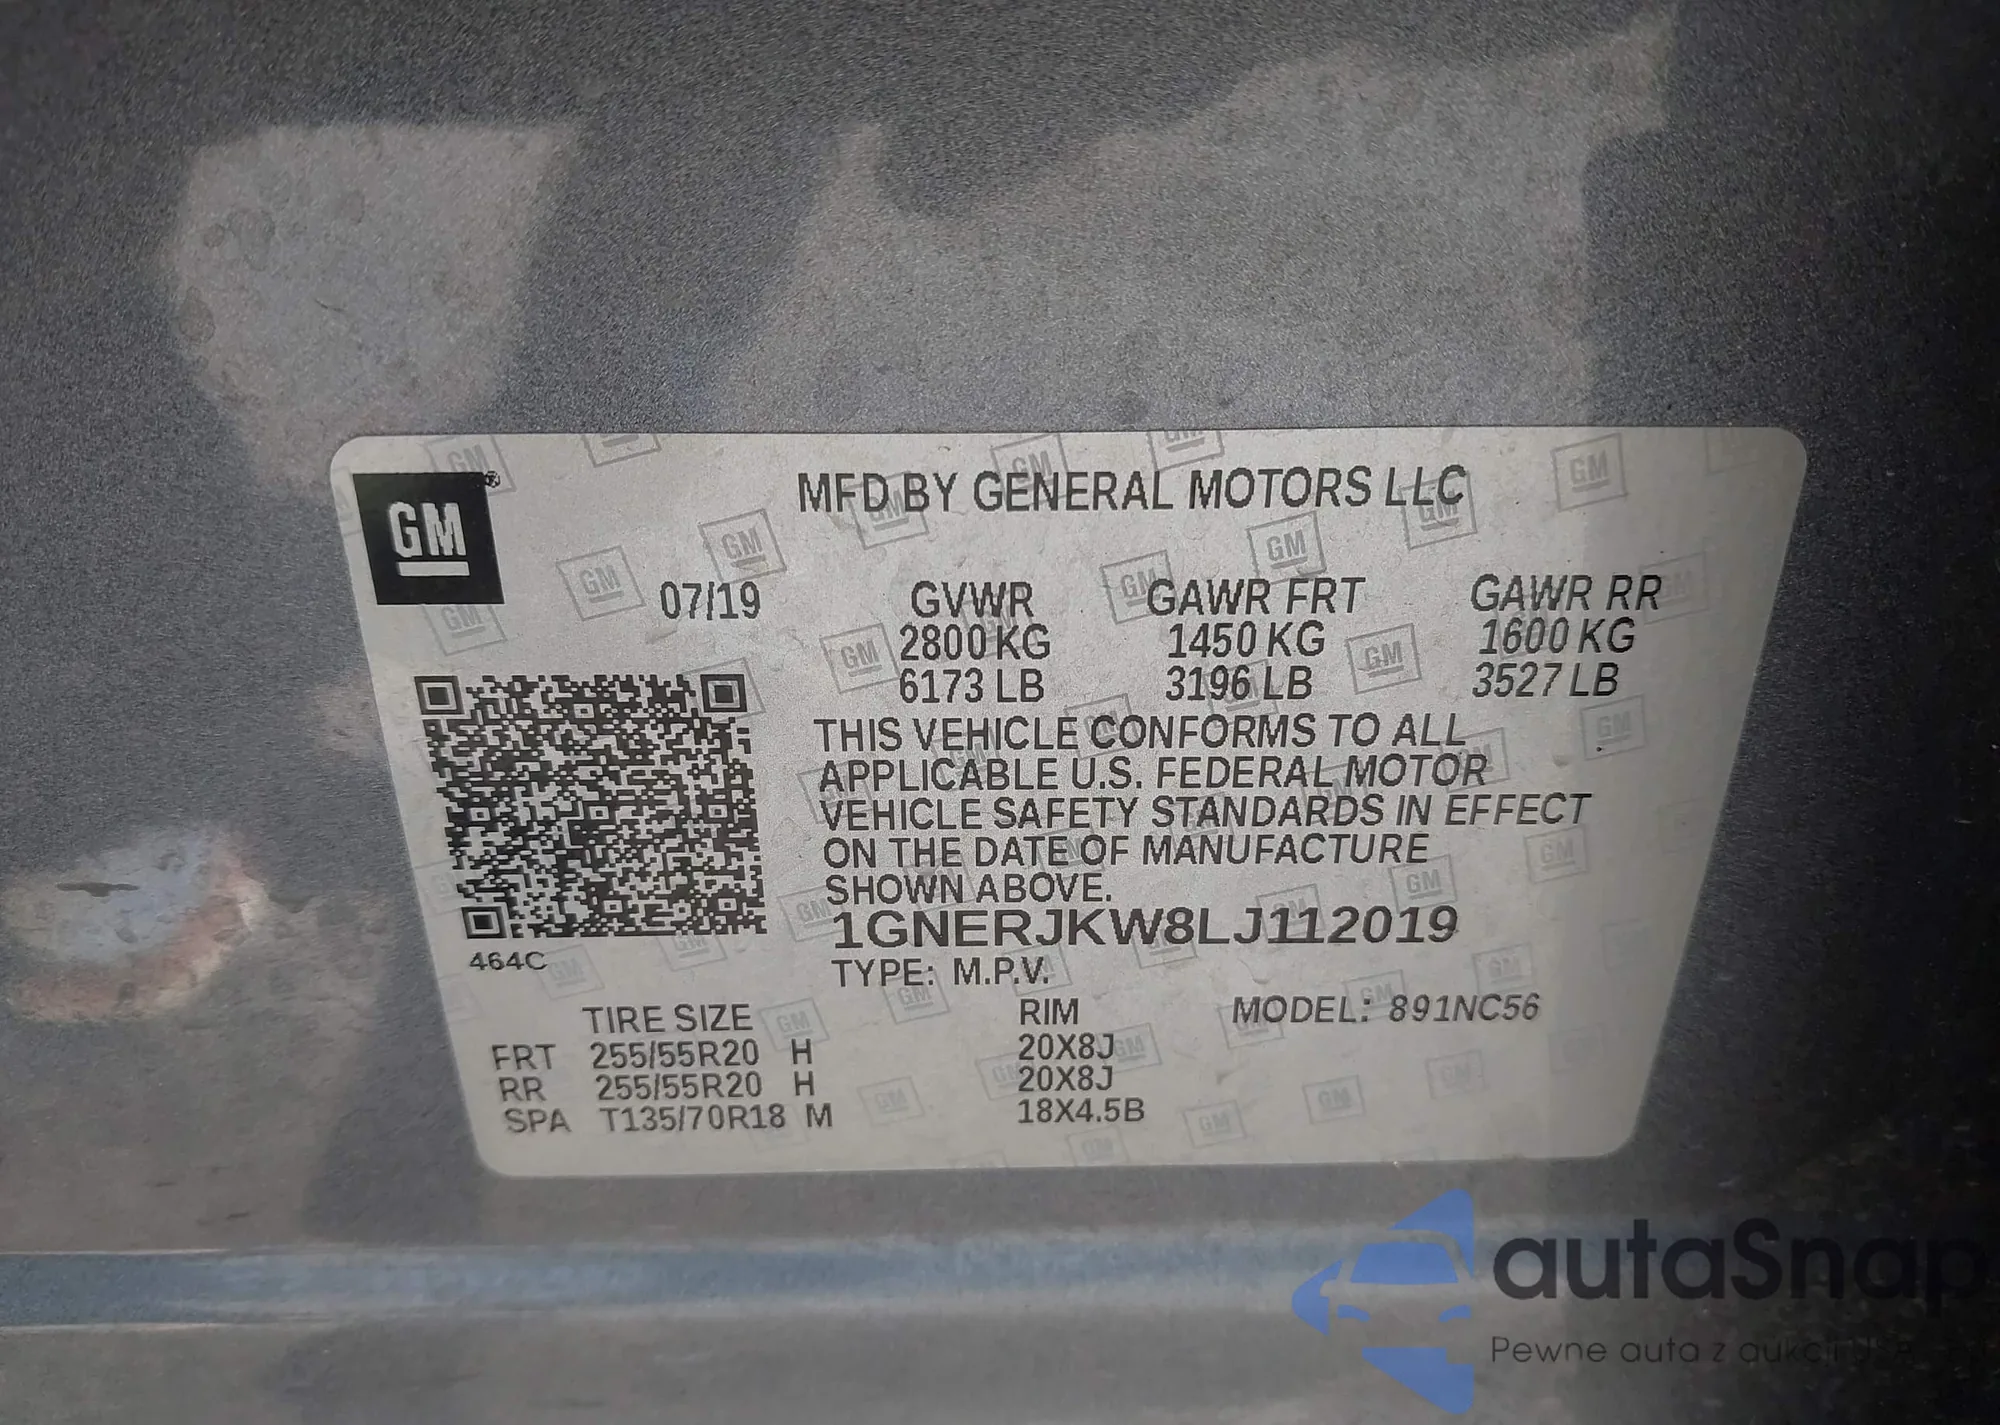 GM ®
MFD BY GENERAL MOTORS LLC
07/19 GVWR GAWR FRT GAWR RR
2800 KG 1450 KG 1600 KG
6173 LB 3196 LB 3527 LB
THIS VEHICLE CONFORMS TO ALL
APPLICABLE U.S. FEDERAL MOTOR
VEHICLE SAFETY STANDARDS IN EFFECT
ON THE DATE OF MANUFACTURE
SHOWN ABOVE.
1GNERJKW8LJ112019
464C
TYPE: M.P.V.
TIRE SIZE RIM MODEL: 891NC56
FRT 255/55R20 H 20X8J
RR 255/55R20 H 20X8J
SPA T135/70R18 M 18X4.5B
autaSnap
Pewne auta z aukcji